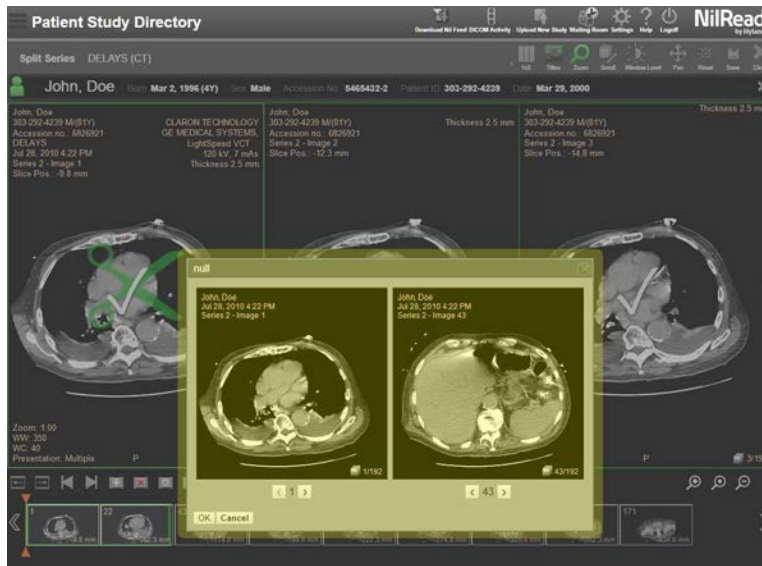 Patient Study Directory
Download Nil Feed DICOM Activity Upload New Study Waiting Room Settings Help Logoff
NilRead
by Hyland
Split Series DELAYS (CT)
1x3 Titles Zoom Scroll Window Level Pan Reset Save
John, Doe Born Mar 2, 1996 (4Y) Sex Male Accession No 5465432-2 Patient ID 303-292-4239 Date Mar 29, 2000
John, Doe
303-292-4239 M/(81Y)
Accession no.: 6826921
DELAYS
Jul 28, 2010 4:22 PM
Series 2 - Image 1
Slice Pos.: -9.8 mm
CLARON TECHNOLOGY
GE MEDICAL SYSTEMS.
LightSpeed VCT
120 kV, 7 mAs
Thickness 2.5 mm
John, Doe
303-292-4239 M/(81Y)
Accession no.: 6826921
Series 2 - Image 2
Slice Pos.: -12.3 mm
Thickness 2.5 mm
John, Doe
303-292-4239 M/(81Y)
Accession no.: 6826921
Series 2 - Image 3
Slice Pos.: -14.8 mm
Thickness 2.5 mm
null
John, Doe
Jul 28, 2010 4:22 PM
Series 2 - Image 1
1/192
John, Doe
Jul 28, 2010 4:22 PM
Series 2 - Image 43
43/192
1
43
OK Cancel
Zoom: 1.00
WW: 350
WC: 40
Presentation: Multiple
P
P
3/19
1
-9.8 mm
22
171